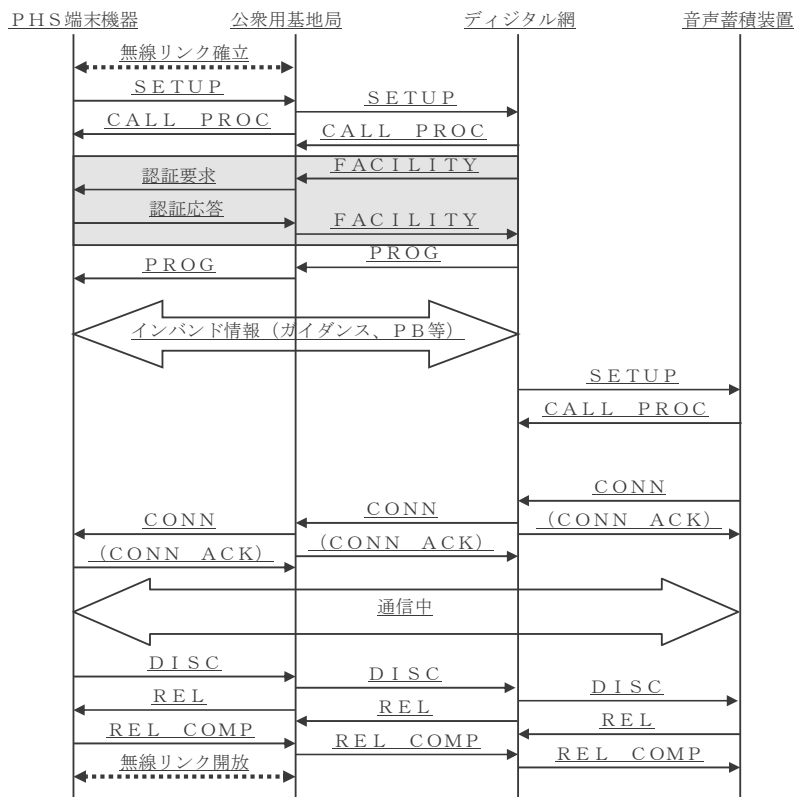 PHS端末機器 公衆用基地局 ディジタル網 音声蓄積装置
無線リンク確立
SETUP
SETUP
CALL PROC
CALL PROC
FACILITY
認証要求
認証応答
FACILITY
PROG
PROG
インバンド情報（ガイダンス、PB等）
SETUP
CALL PROC
CONN
CONN
CONN
（CONN ACK）
（CONN ACK）
（CONN ACK）
通信中
DISC
DISC
DISC
REL
REL
REL
REL COMP
REL COMP
REL COMP
無線リンク開放